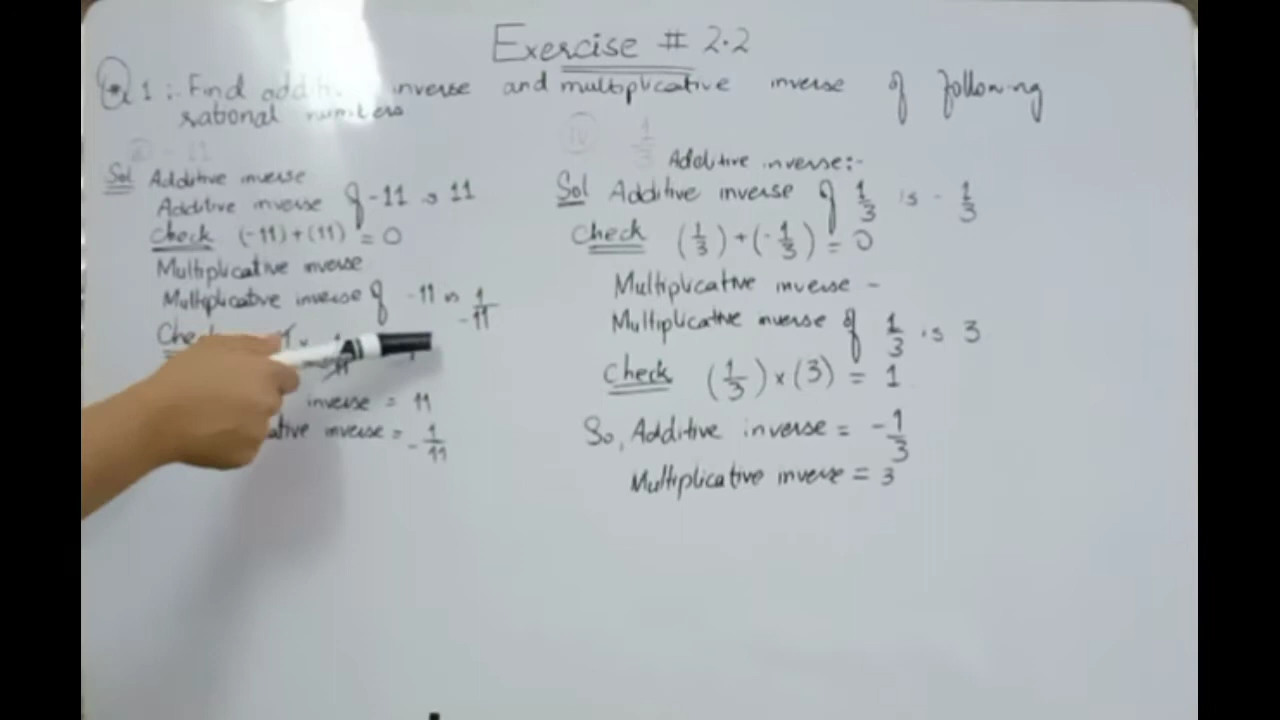 Exercise # 2.2
Q1:- Find inverse and multiplicative inverse of following
rational numbers
- 11
Sol Additive inverse
Additive inverse of -11 is 11
Check (-11)+(11) = 0
Multiplicative inverse
Multiplicative inverse of -11 is 1/-11
inverse = 11
inverse = 1/-11
iv 1/3
Additive inverse:-
Sol Additive inverse of 1/3 is - 1/3
Check (1/3)+(-1/3) = 0
Multiplicative inverse -
Multiplicative inverse of 1/3 is 3
Check (1/3)×(3) = 1
So, Additive inverse = -1/3
Multiplicative inverse = 3